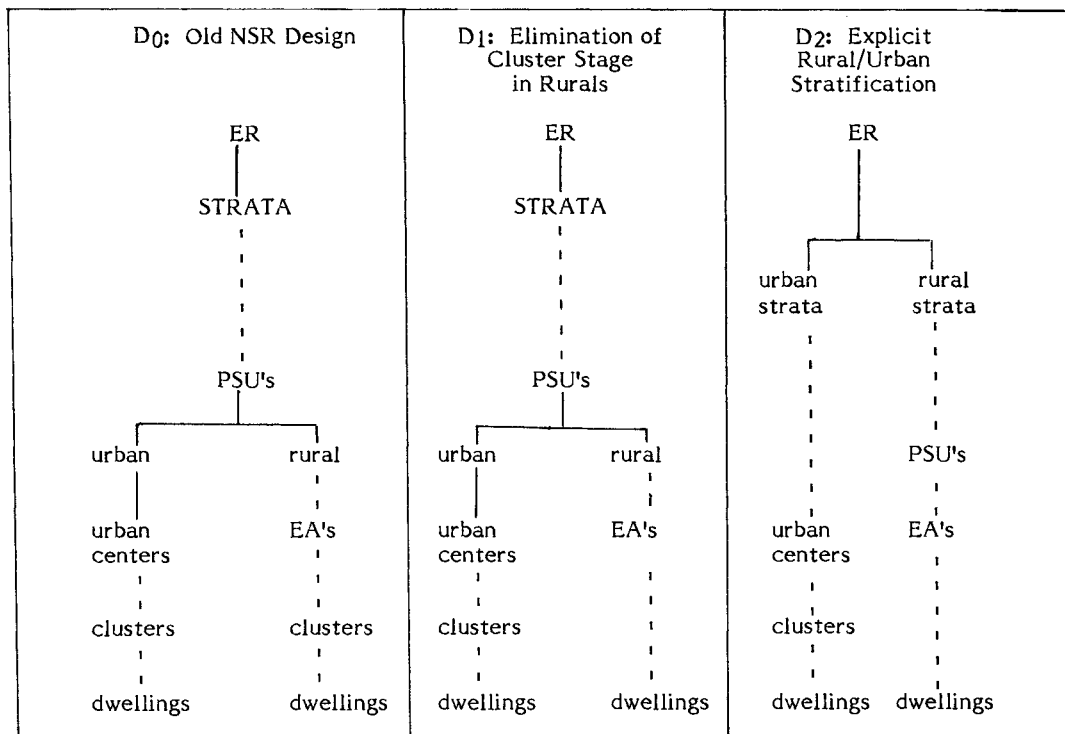 D0: Old NSR Design
ER
STRATA
PSU's
urban rural
urban centers EA's
clusters clusters
dwellings dwellings
D1: Elimination of
Cluster Stage
in Rurals
ER
STRATA
PSU's
urban rural
urban centers EA's
clusters
dwellings dwellings
D2: Explicit
Rural/Urban
Stratification
ER
urban strata rural strata
PSU's
urban centers EA's
clusters
dwellings dwellings